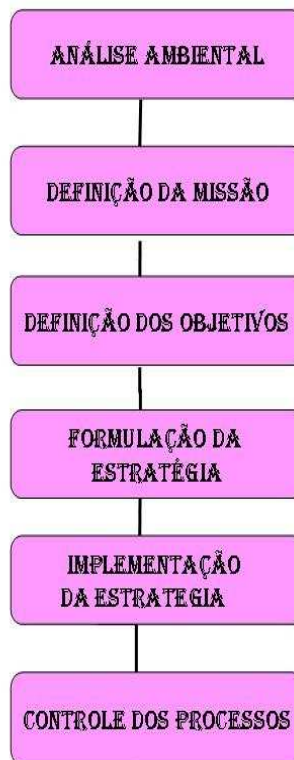 ANÁLISE AMBIENTAL
DEFINIÇÃO DA MISSÃO
DEFINIÇÃO DOS OBJETIVOS
FORMULAÇÃO DA
ESTRATÉGIA
IMPLEMENTAÇÃO
DA ESTRATEGIA
CONTROLE DOS PROCESSOS